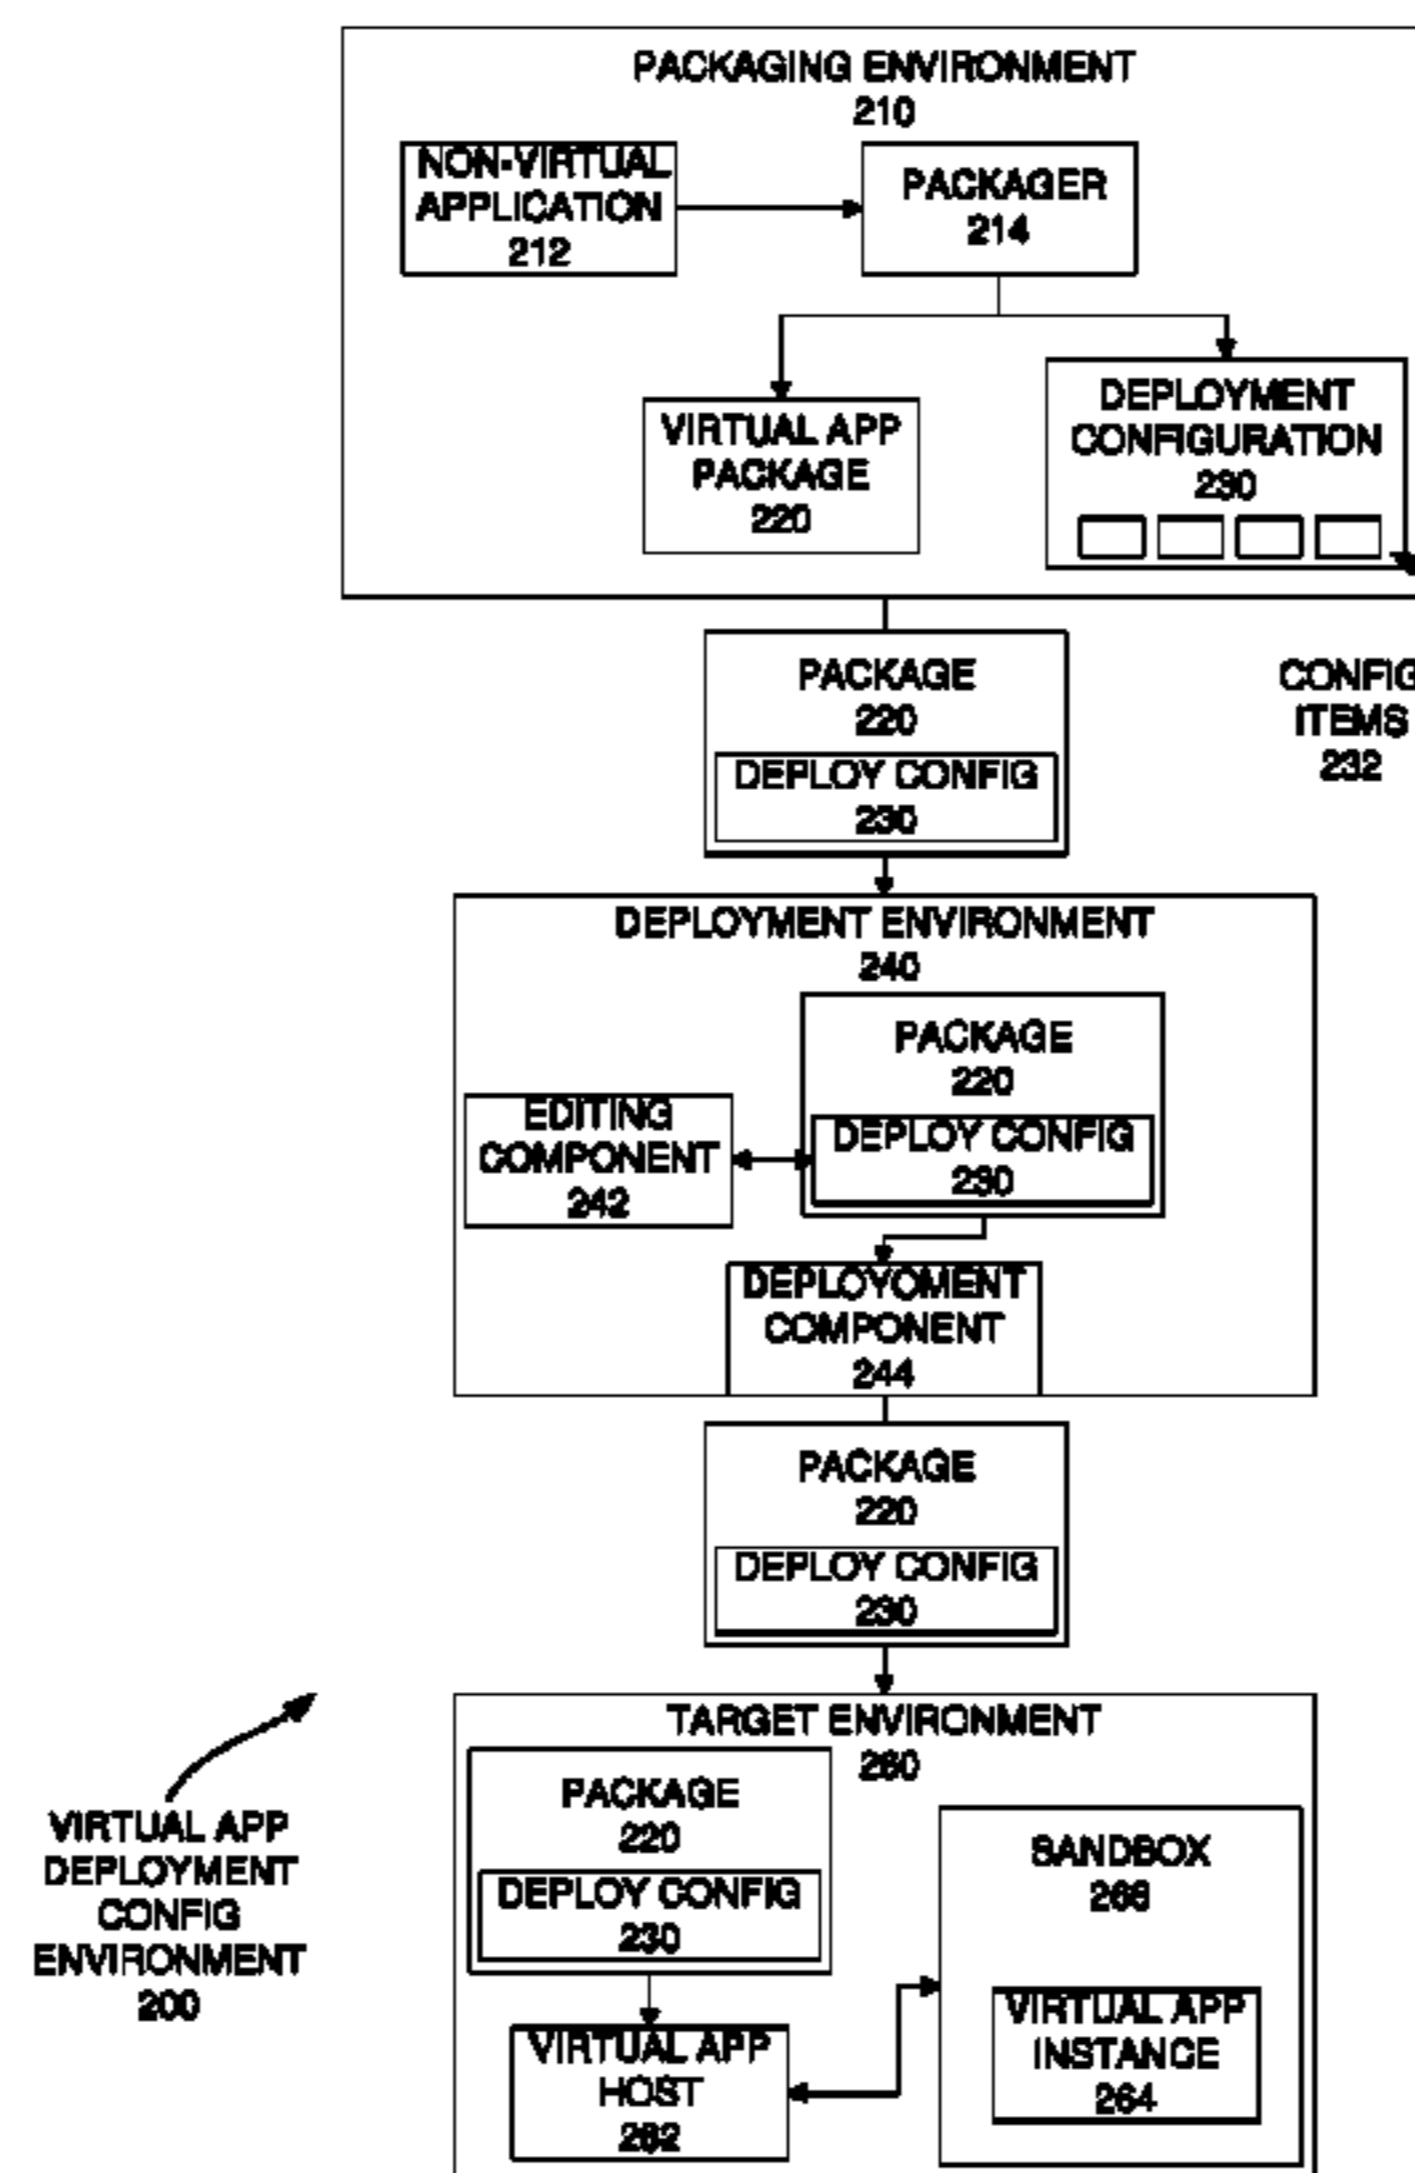 PACKAGING ENVIRONMENT
210
NON-VIRTUAL
APPLICATION
212
PACKAGER
214
VIRTUAL APP
PACKAGE
220
DEPLOYMENT
CONFIGURATION
230
PACKAGE
220
DEPLOY CONFIG
230
CONFIG
ITEMS
232
DEPLOYMENT ENVIRONMENT
240
PACKAGE
220
DEPLOY CONFIG
230
EDITING
COMPONENT
242
DEPLOYOMENT
COMPONENT
244
PACKAGE
220
DEPLOY CONFIG
230
TARGET ENVIRONMENT
260
PACKAGE
220
DEPLOY CONFIG
230
SANDBOX
266
VIRTUAL APP
INSTANCE
264
VIRTUAL APP
HOST
262
VIRTUAL APP
DEPLOYMENT
CONFIG
ENVIRONMENT
200